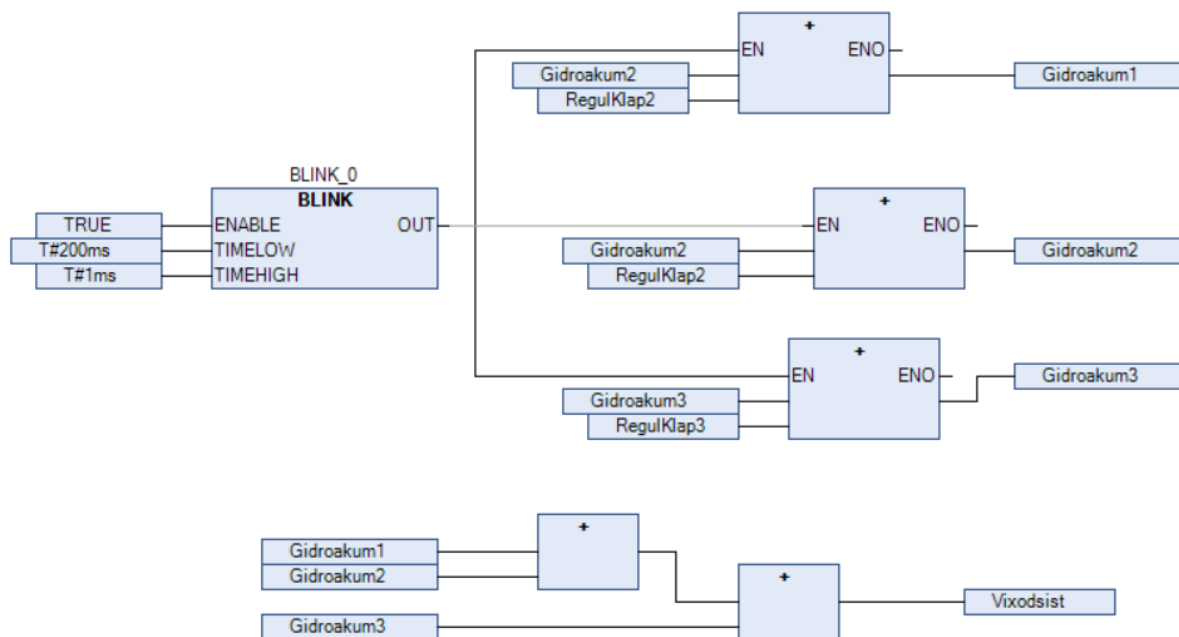 +
EN ENO
Gidroakum2
RegulKlap2
Gidroakum1
BLINK_0
BLINK
TRUE
ENABLE OUT
T#200ms
TIMELOW
T#1ms
TIMEHIGH
+
EN ENO
Gidroakum2
RegulKlap2
Gidroakum2
+
EN ENO
Gidroakum3
RegulKlap3
Gidroakum3
+
Gidroakum1
Gidroakum2
+
Gidroakum3
Vixodsist